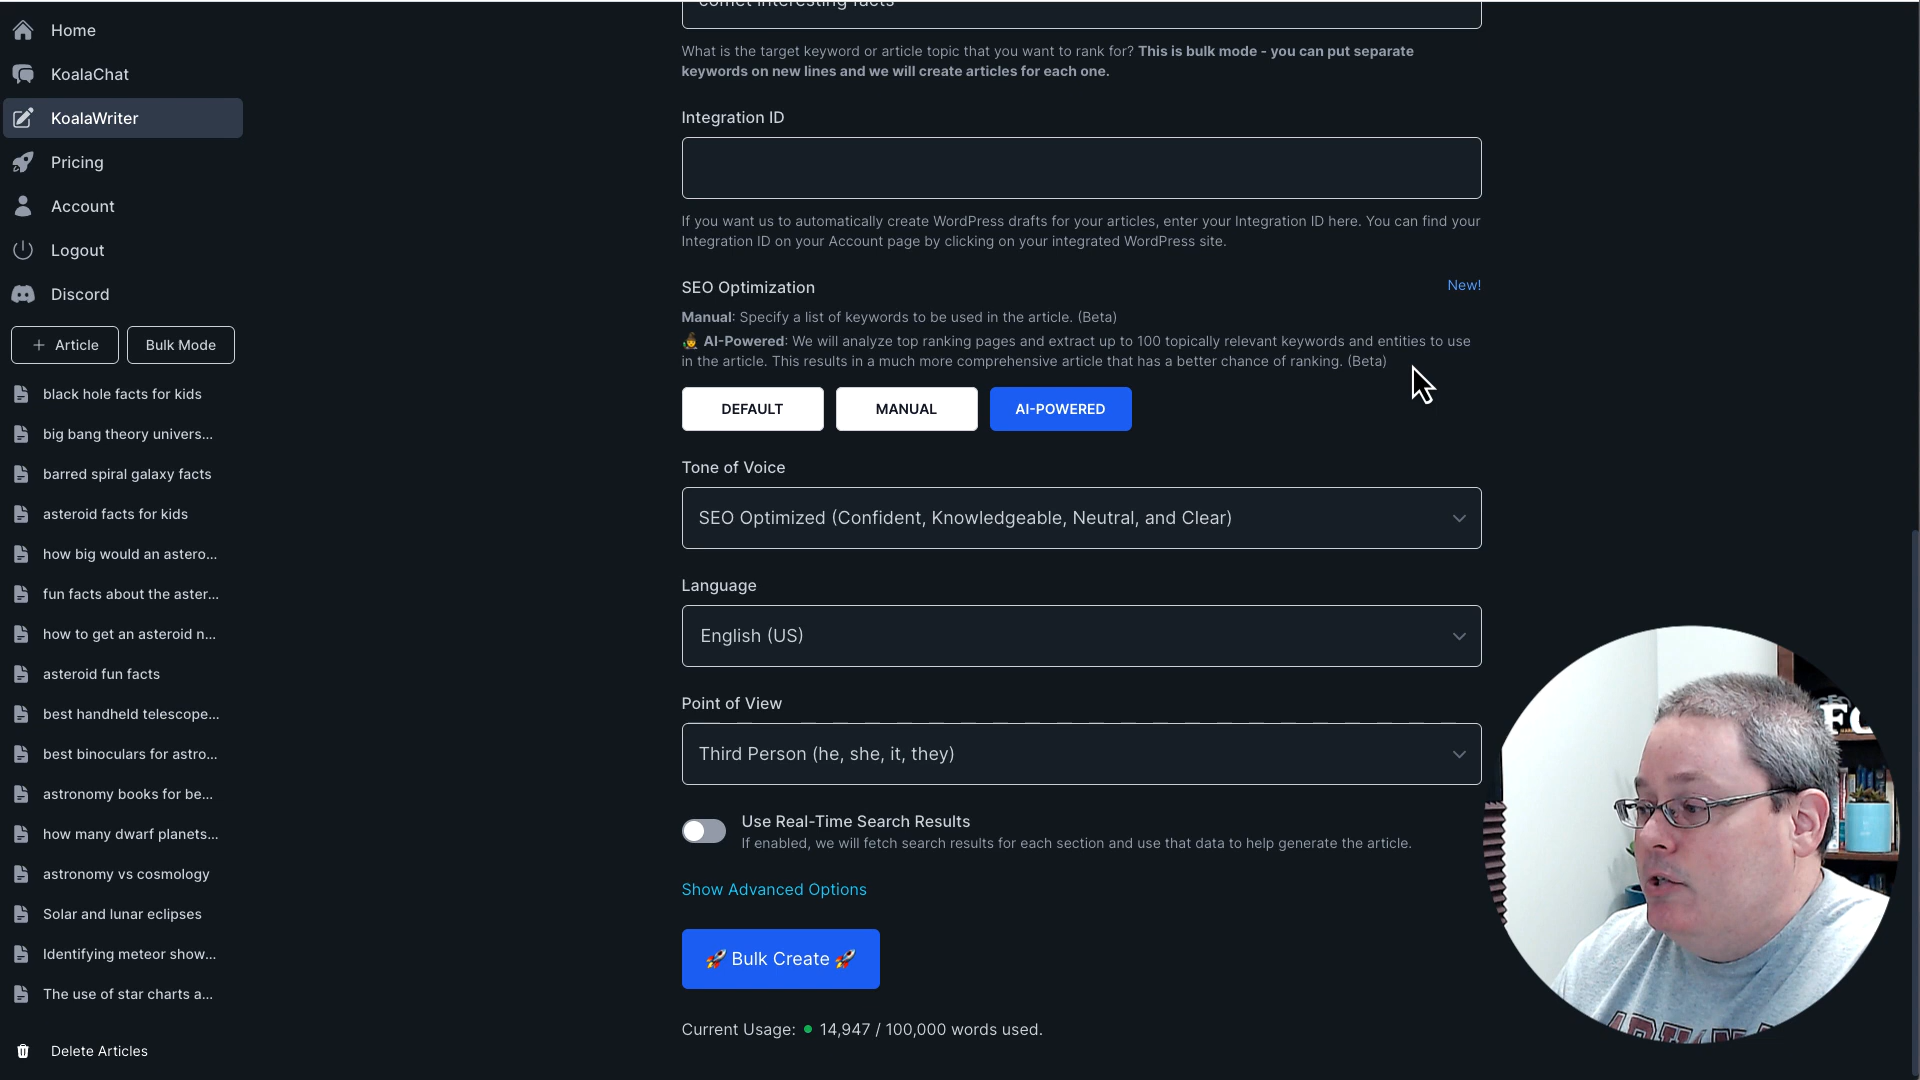 Home
KoalaChat
KoalaWriter
Pricing
Account
Logout
Discord
+ Article
Bulk Mode
black hole facts for kids
big bang theory univers...
barred spiral galaxy facts
asteroid facts for kids
how big would an astero...
fun facts about the aster...
how to get an asteroid n...
asteroid fun facts
best handheld telescope...
best binoculars for astro...
astronomy books for be...
how many dwarf planets...
astronomy vs cosmology
Solar and lunar eclipses
Identifying meteor show...
The use of star charts a...
Delete Articles
comet interesting facts
What is the target keyword or article topic that you want to rank for? This is bulk mode - you can put separate
keywords on new lines and we will create articles for each one.
Integration ID
If you want us to automatically create WordPress drafts for your articles, enter your Integration ID here. You can find your
Integration ID on your Account page by clicking on your integrated WordPress site.
SEO Optimization
New!
Manual: Specify a list of keywords to be used in the article. (Beta)
AI-Powered: We will analyze top ranking pages and extract up to 100 topically relevant keywords and entities to use
in the article. This results in a much more comprehensive article that has a better chance of ranking. (Beta)
DEFAULT
MANUAL
AI-POWERED
Tone of Voice
SEO Optimized (Confident, Knowledgeable, Neutral, and Clear)
Language
English (US)
Point of View
Third Person (he, she, it, they)
Use Real-Time Search Results
If enabled, we will fetch search results for each section and use that data to help generate the article.
Show Advanced Options
🚀 Bulk Create 🚀
Current Usage: 14,947 / 100,000 words used.